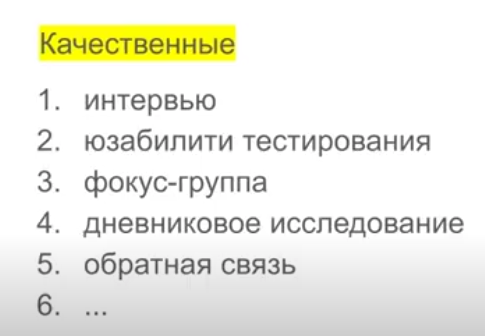 Качественные
1. интервью
2. юзабилити тестирования
3. фокус-группа
4. дневниковое исследование
5. обратная связь
6. ...